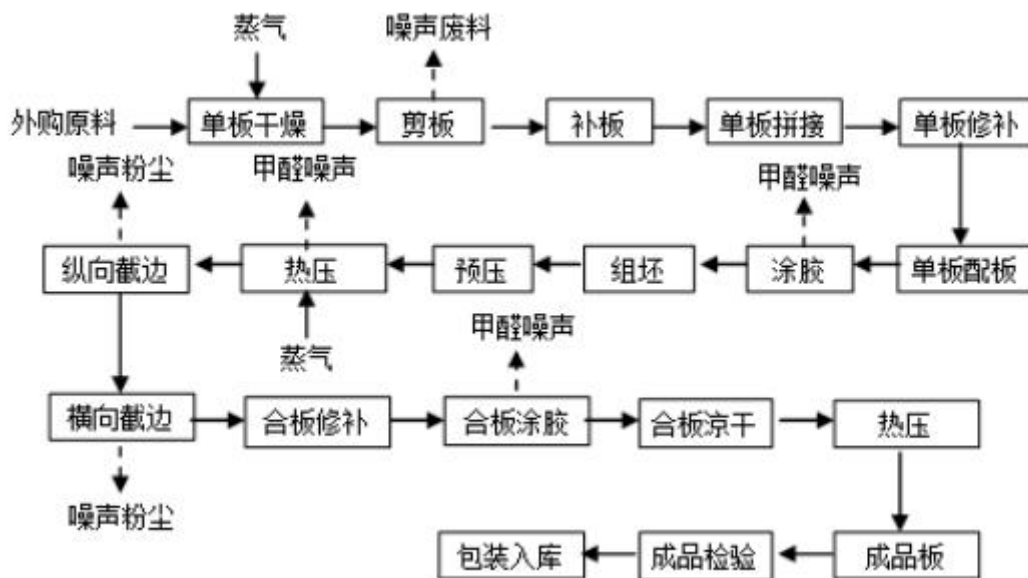 蒸气
噪声废料
外购原料
单板干燥
剪板
补板
单板拼接
单板修补
噪声粉尘
甲醛噪声
甲醛噪声
纵向截边
热压
预压
组坯
涂胶
单板配板
蒸气
甲醛噪声
横向截边
合板修补
合板涂胶
合板凉干
热压
噪声粉尘
包装入库
成品检验
成品板